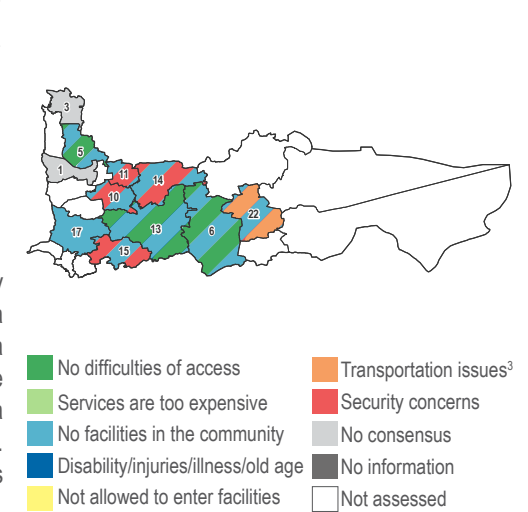 3
5
1
11
14
10
22
13
6
17
15
No difficulties of access
Services are too expensive
No facilities in the community
Disability/injuries/illness/old age
Not allowed to enter facilities
Transportation issues3
Security concerns
No consensus
No information
Not assessed